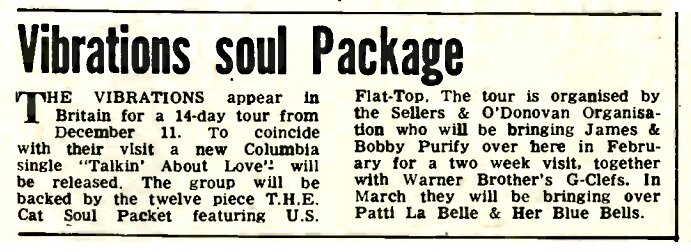 Vibrations soul Package
THE VIBRATIONS appear in
Britain for a 14-day tour from
December 11. To coincide
with their visit a new Columbia
single "Talkin' About Love" will
be released. The group will be
backed by the twelve piece T.H.E.
Cat Soul Packet featuring U.S.
Flat-Top. The tour is organised by
the Sellers & O'Donovan Organisa-
tion who will be bringing James &
Bobby Purify over here in Febru-
ary for a two week visit, together
with Warner Brother's G-Clefs. In
March they will be bringing over
Patti La Belle & Her Blue Bells.